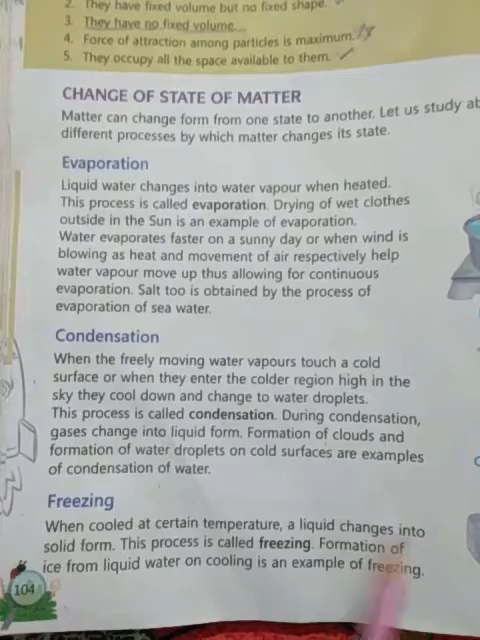 2. They have fixed volume but no fixed shape.
3. They have no fixed volume.
4. Force of attraction among particles is maximum.
5. They occupy all the space available to them.
CHANGE OF STATE OF MATTER
Matter can change form from one state to another. Let us study
different processes by which matter changes its state.
Evaporation
Liquid water changes into water vapour when heated.
This process is called evaporation. Drying of wet clothes
outside in the Sun is an example of evaporation.
Water evaporates faster on a sunny day or when wind is
blowing as heat and movement of air respectively help
water vapour move up thus allowing for continuous
evaporation. Salt too is obtained by the process of
evaporation of sea water.
Condensation
When the freely moving water vapours touch a cold
surface or when they enter the colder region high in the
sky they cool down and change to water droplets.
This process is called condensation. During condensation,
gases change into liquid form. Formation of clouds and
formation of water droplets on cold surfaces are examples
of condensation of water.
Freezing
When cooled at certain temperature, a liquid changes into
solid form. This process is called freezing. Formation of
ice from liquid water on cooling is an example of freezing.
104